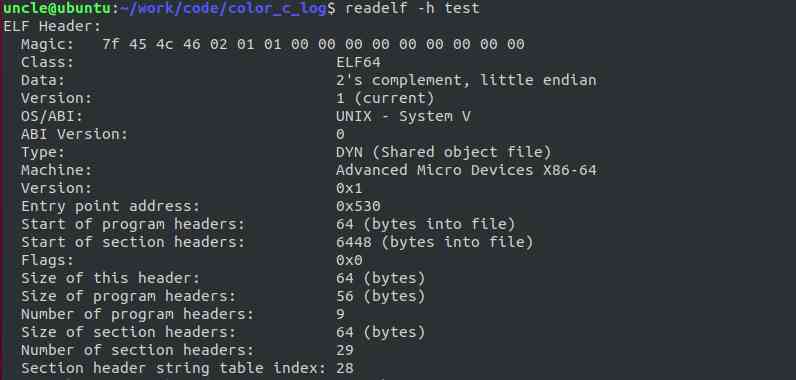 uncle@ubuntu:~/work/code/color_c_log$ readelf -h test
ELF Header:
  Magic:   7f 45 4c 46 02 01 01 00 00 00 00 00 00 00 00 00
  Class:                             ELF64
  Data:                              2's complement, little endian
  Version:                           1 (current)
  OS/ABI:                            UNIX - System V
  ABI Version:                       0
  Type:                              DYN (Shared object file)
  Machine:                           Advanced Micro Devices X86-64
  Version:                           0x1
  Entry point address:               0x530
  Start of program headers:          64 (bytes into file)
  Start of section headers:          6448 (bytes into file)
  Flags:                             0x0
  Size of this header:               64 (bytes)
  Size of program headers:           56 (bytes)
  Number of program headers:         9
  Size of section headers:           64 (bytes)
  Number of section headers:         29
  Section header string table index: 28